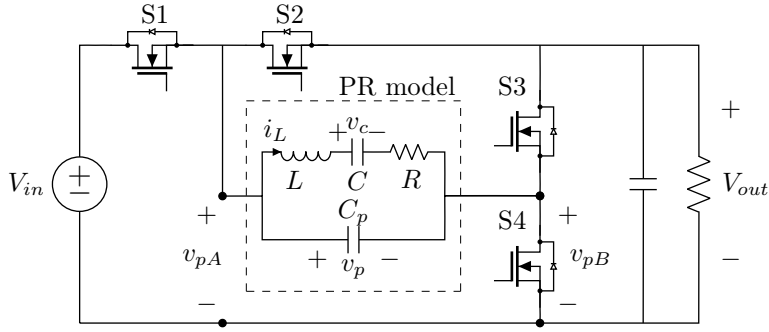 S1
S2
PR model
S3
i_L
+ v_c −
L
C
R
V_in
+
−
C_p
+ v_p −
+
v_pA
−
S4
+
v_pB
−
+
V_out
−